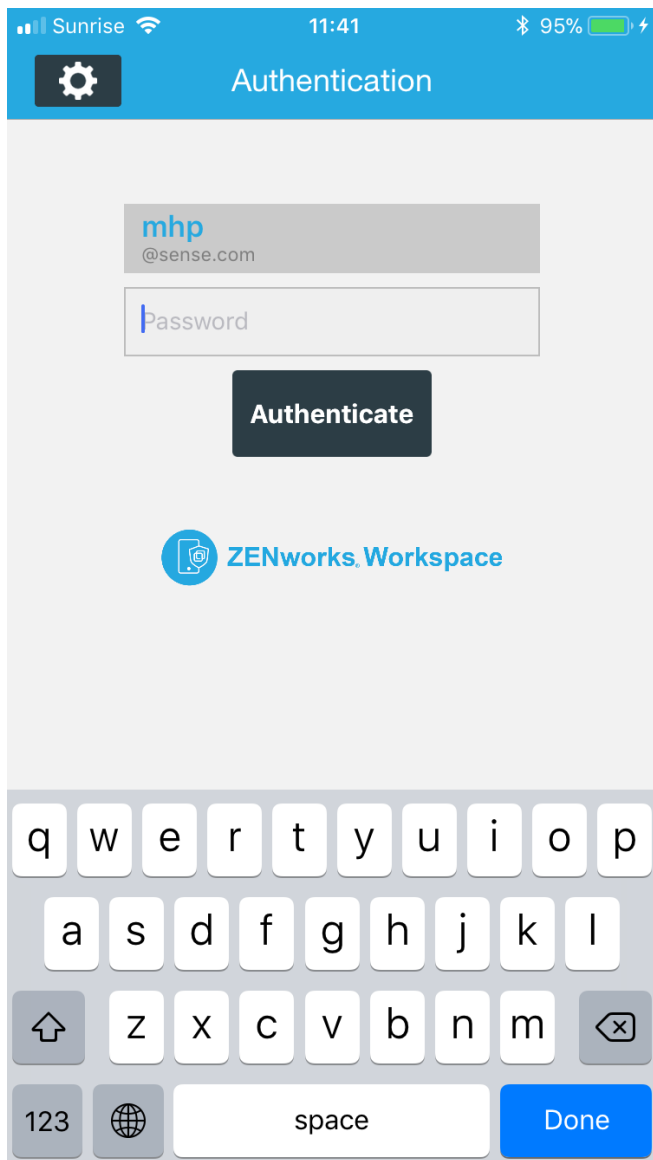 Sunrise 11:41 95%
Authentication
mhp
@sense.com
Password
Authenticate
ZENworks. Workspace
q w e r t y u i o p
a s d f g h j k l
z x c v b n m
123 space Done